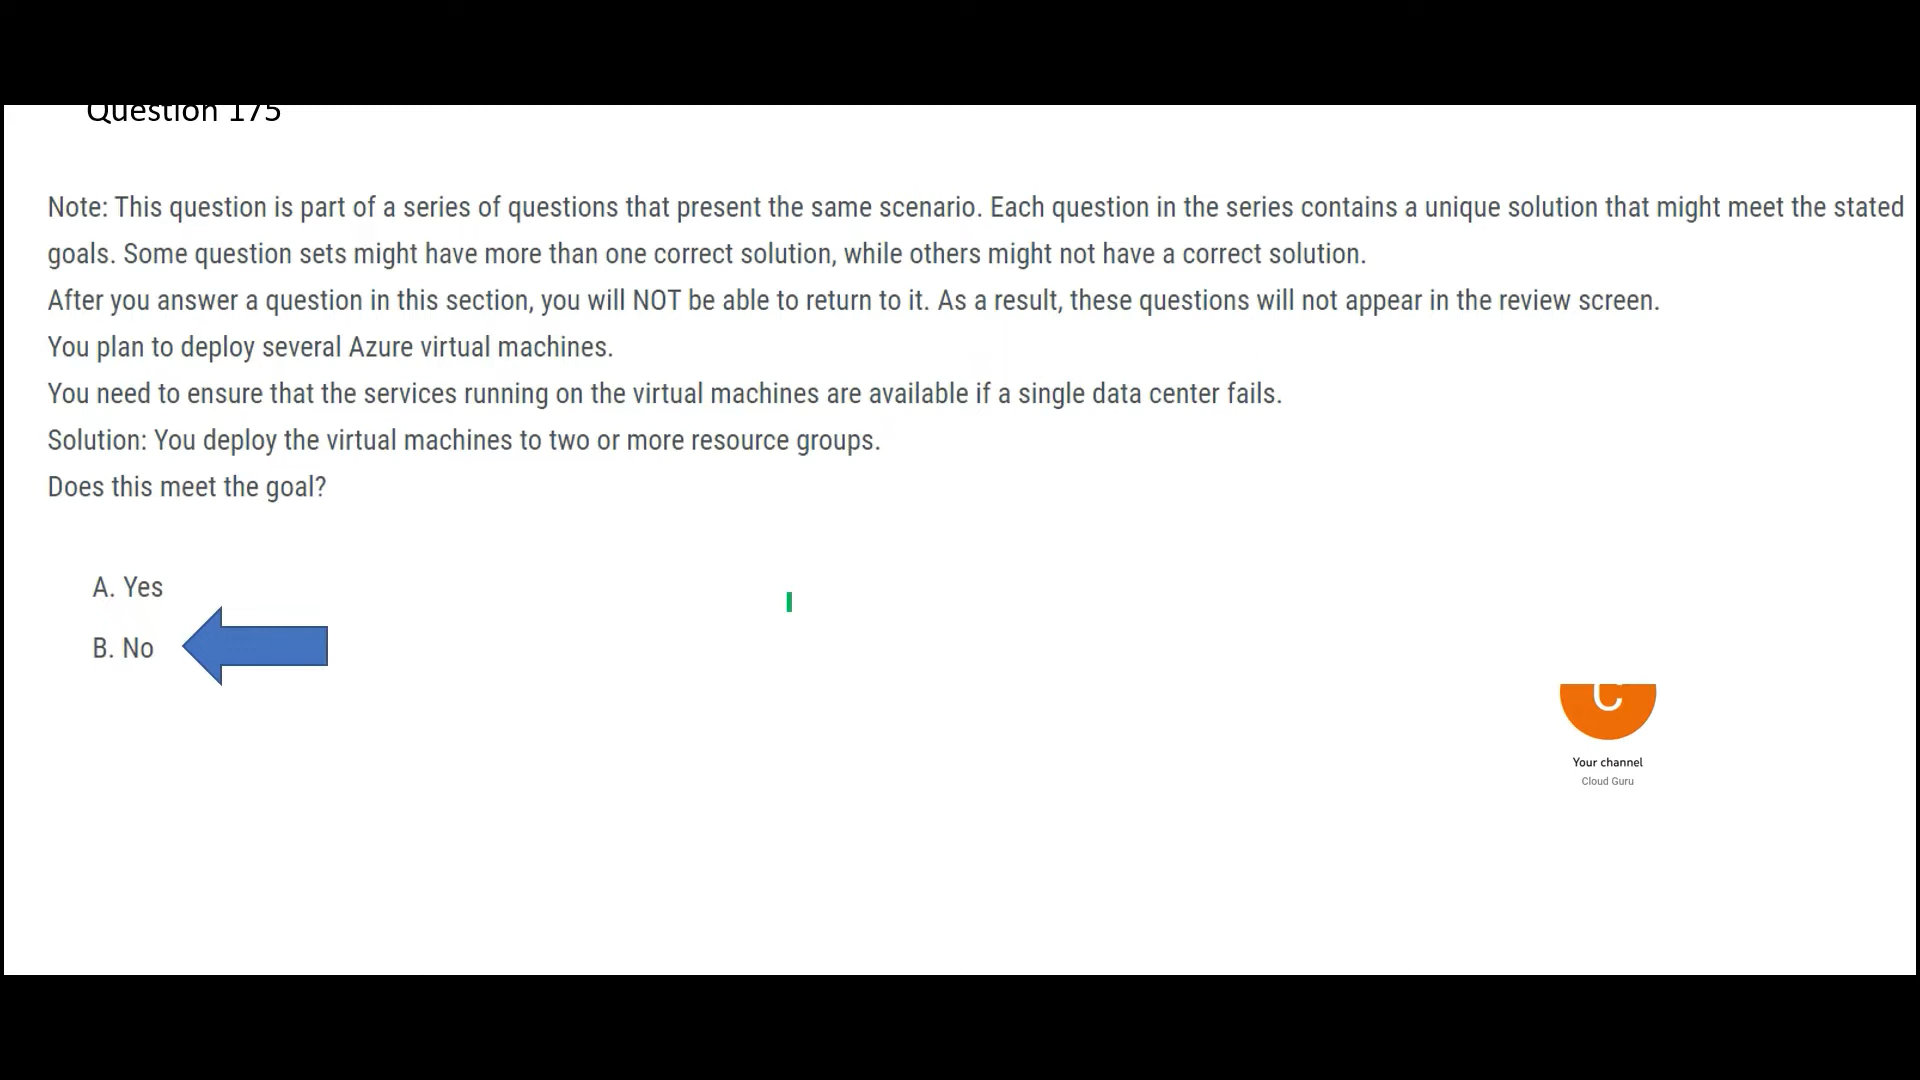 Question 175
Note: This question is part of a series of questions that present the same scenario. Each question in the series contains a unique solution that might meet the stated
goals. Some question sets might have more than one correct solution, while others might not have a correct solution.
After you answer a question in this section, you will NOT be able to return to it. As a result, these questions will not appear in the review screen.
You plan to deploy several Azure virtual machines.
You need to ensure that the services running on the virtual machines are available if a single data center fails.
Solution: You deploy the virtual machines to two or more resource groups.
Does this meet the goal?
A. Yes
B. No
C
Your channel
Cloud Guru